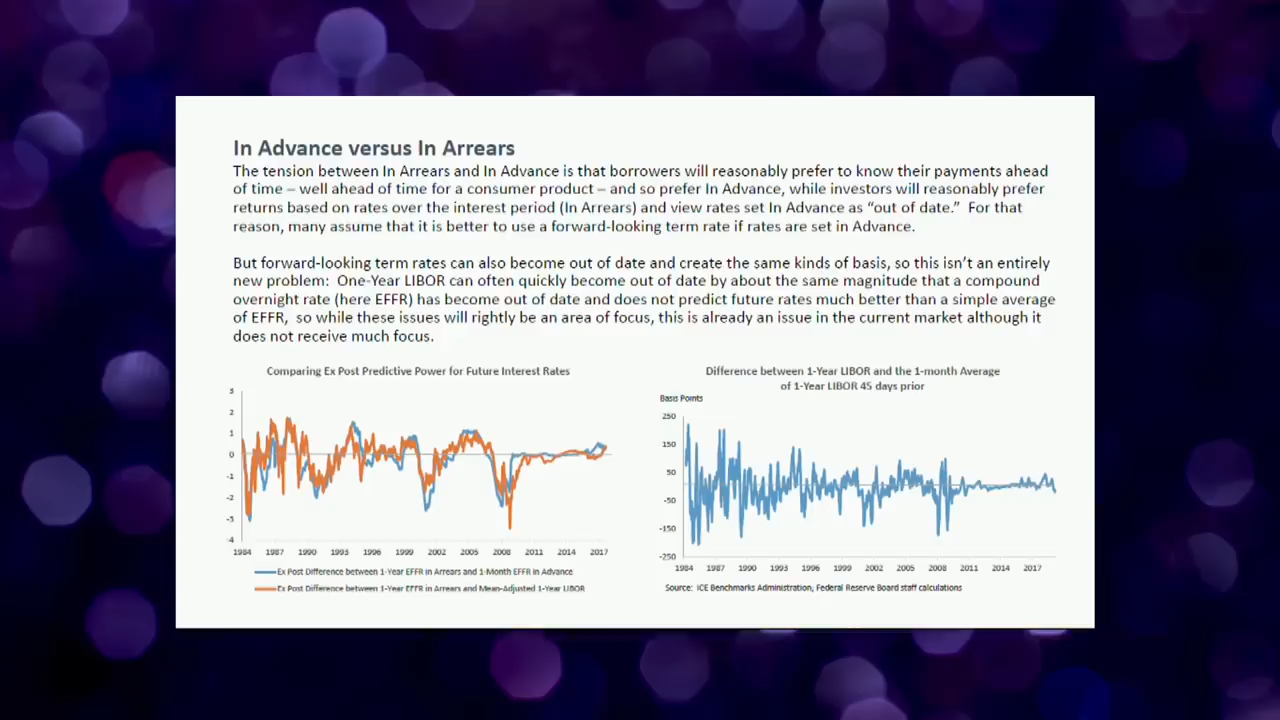 In Advance versus In Arrears
The tension between In Arrears and In Advance is that borrowers will reasonably prefer to know their payments ahead
of time – well ahead of time for a consumer product – and so prefer In Advance, while investors will reasonably prefer
returns based on rates over the interest period (In Arrears) and view rates set In Advance as “out of date.”  For that
reason, many assume that it is better to use a forward-looking term rate if rates are set in Advance.
But forward-looking term rates can also become out of date and create the same kinds of basis, so this isn’t an entirely
new problem:  One-Year LIBOR can often quickly become out of date by about the same magnitude that a compound
overnight rate (here EFFR) has become out of date and does not predict future rates much better than a simple average
of EFFR,  so while these issues will rightly be an area of focus, this is already an issue in the current market although it
does not receive much focus.
Comparing Ex Post Predictive Power for Future Interest Rates
3
2
1
0
-1
-2
-3
-4
1984 1987 1990 1993 1996 1999 2002 2005 2008 2011 2014 2017
Ex Post Difference between 1-Year EFFR in Arrears and 1-Month EFFR in Advance
Ex Post Difference between 1-Year EFFR in Arrears and Mean-Adjusted 1-Year LIBOR
Difference between 1-Year LIBOR and the 1-month Average
of 1-Year LIBOR 45 days prior
Basis Points
250
150
50
-50
-150
-250
1984 1987 1990 1993 1996 1999 2002 2005 2008 2011 2014 2017
Source:  ICE Benchmarks Administration, Federal Reserve Board staff calculations